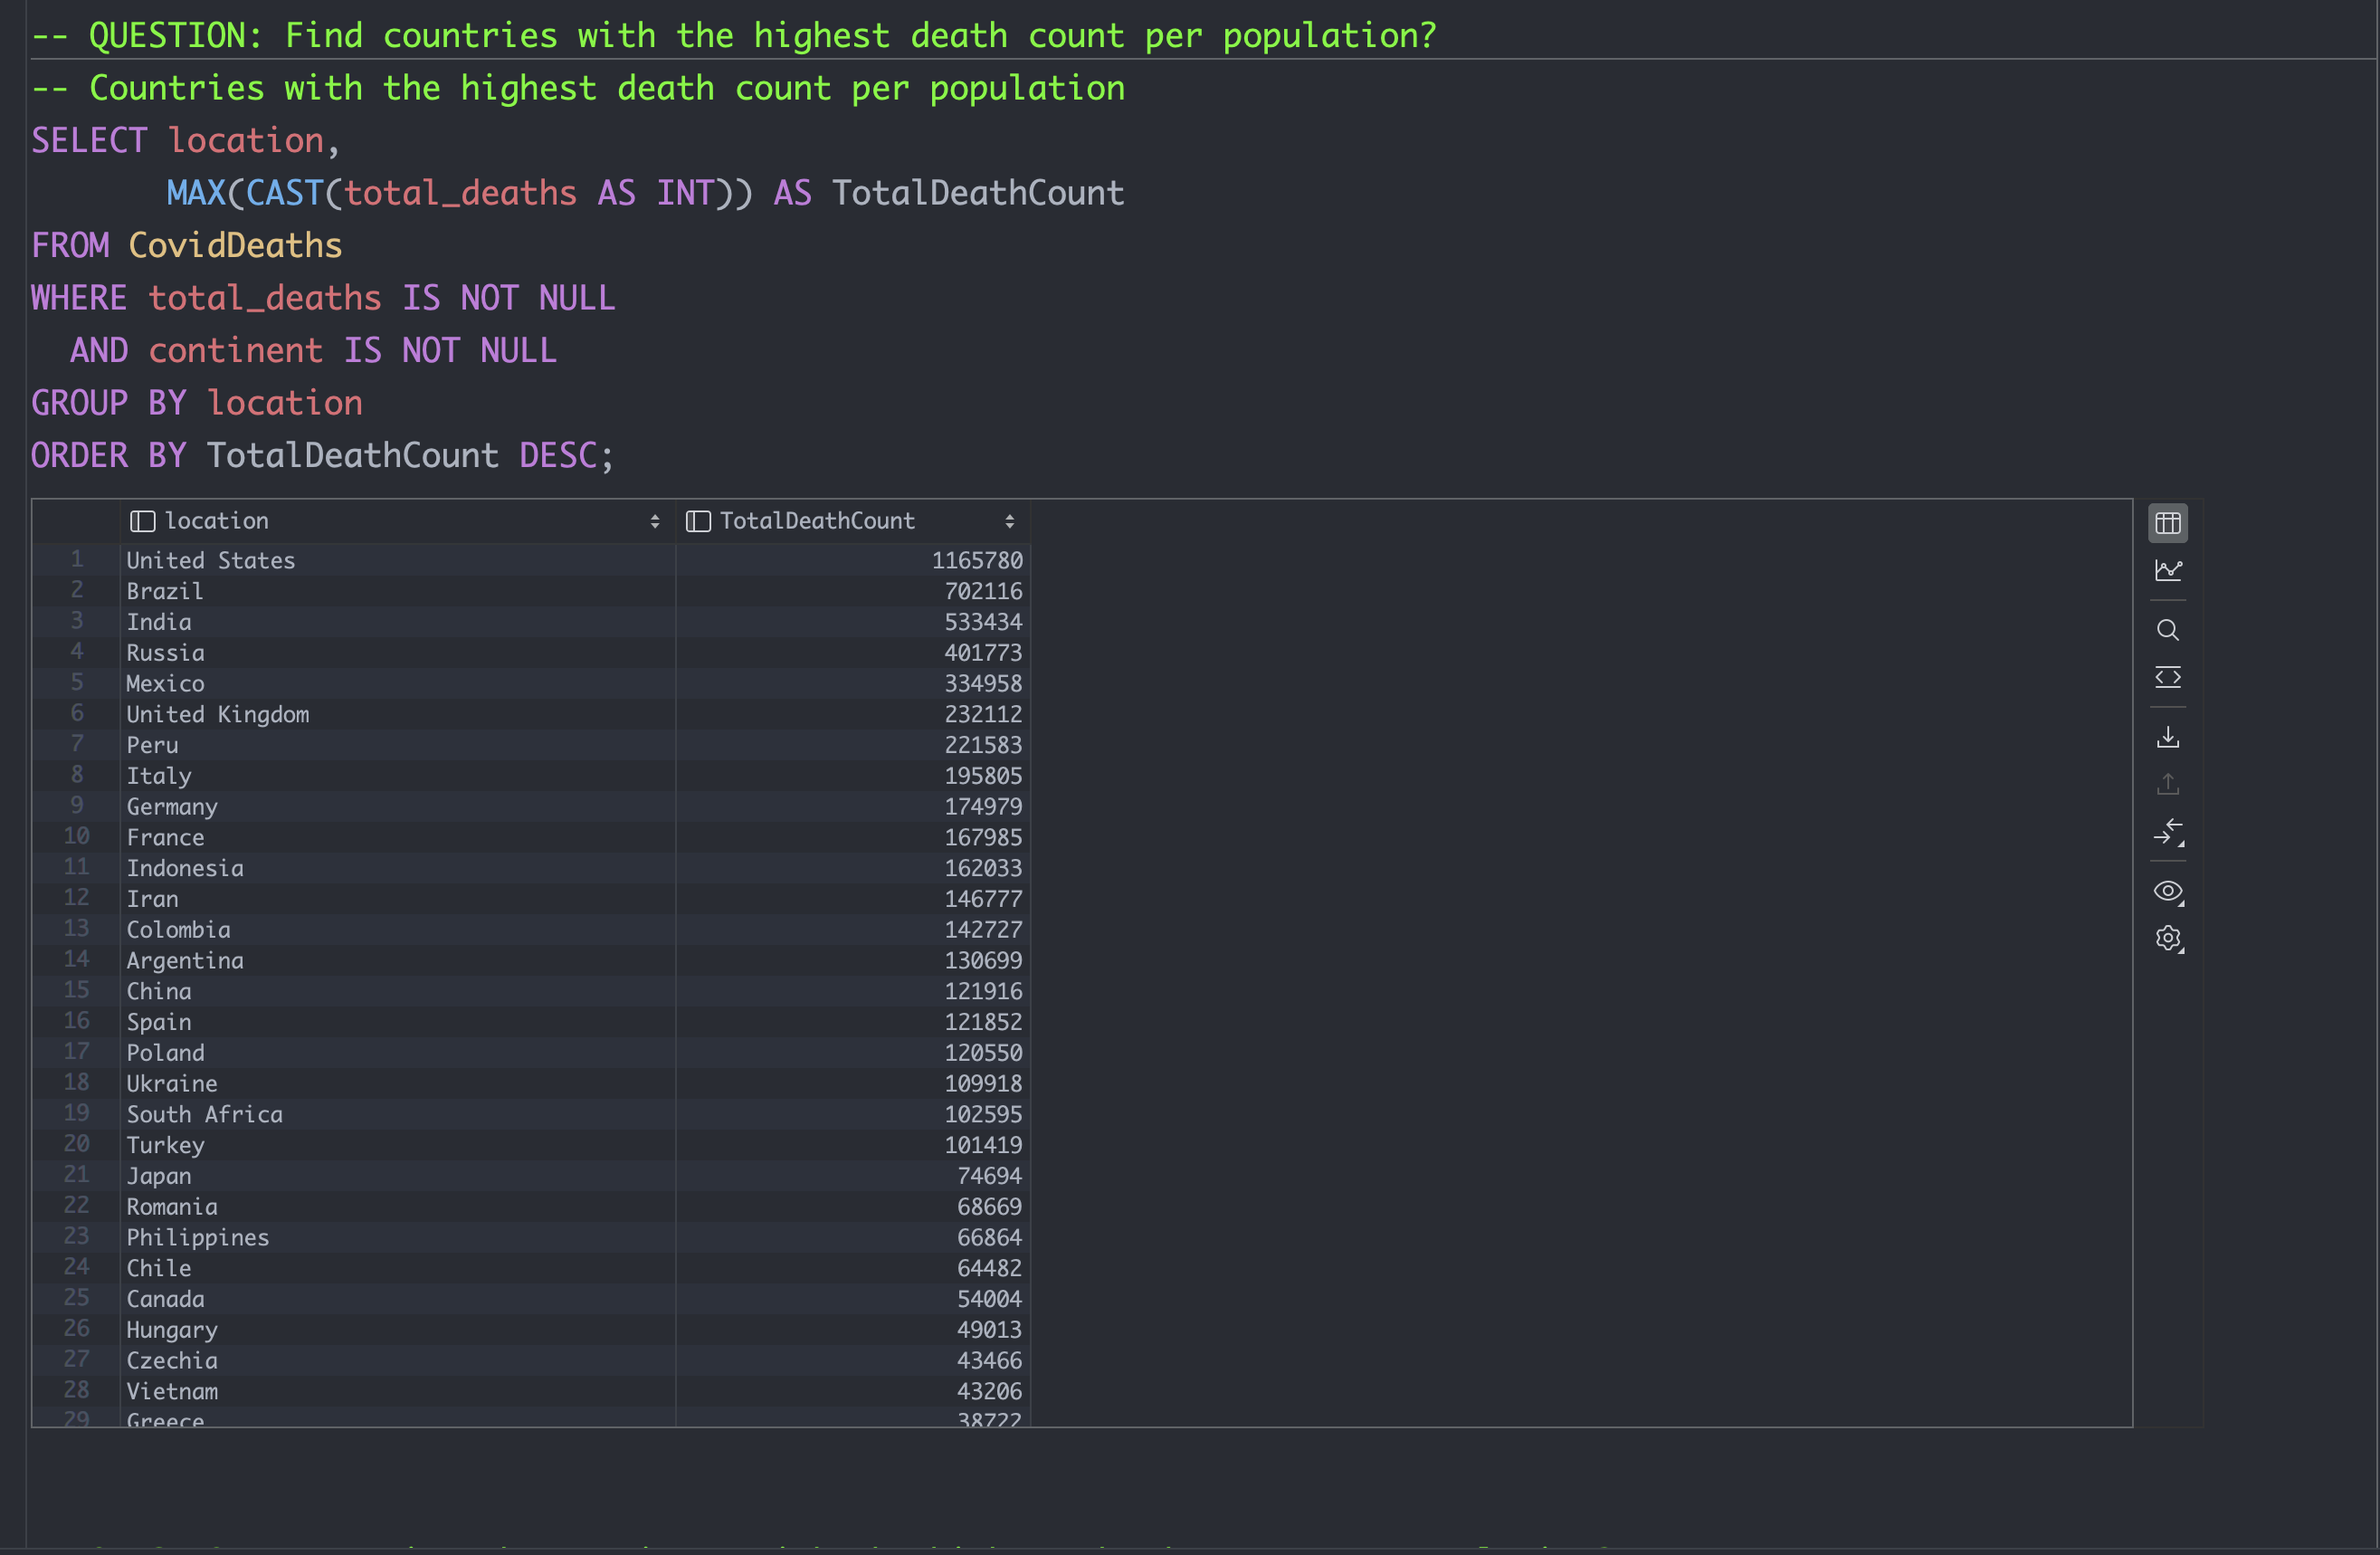 -- QUESTION: Find countries with the highest death count per population?
-- Countries with the highest death count per population
SELECT location,
MAX(CAST(total_deaths AS INT)) AS TotalDeathCount
FROM CovidDeaths
WHERE total_deaths IS NOT NULL
AND continent IS NOT NULL
GROUP BY location
ORDER BY TotalDeathCount DESC;
location TotalDeathCount
1 United States 1165780
2 Brazil 702116
3 India 533434
4 Russia 401773
5 Mexico 334958
6 United Kingdom 232112
7 Peru 221583
8 Italy 195805
9 Germany 174979
10 France 167985
11 Indonesia 162033
12 Iran 146777
13 Colombia 142727
14 Argentina 130699
15 China 121916
16 Spain 121852
17 Poland 120550
18 Ukraine 109918
19 South Africa 102595
20 Turkey 101419
21 Japan 74694
22 Romania 68669
23 Philippines 66864
24 Chile 64482
25 Canada 54004
26 Hungary 49013
27 Czechia 43466
28 Vietnam 43206
29 Greece 38722